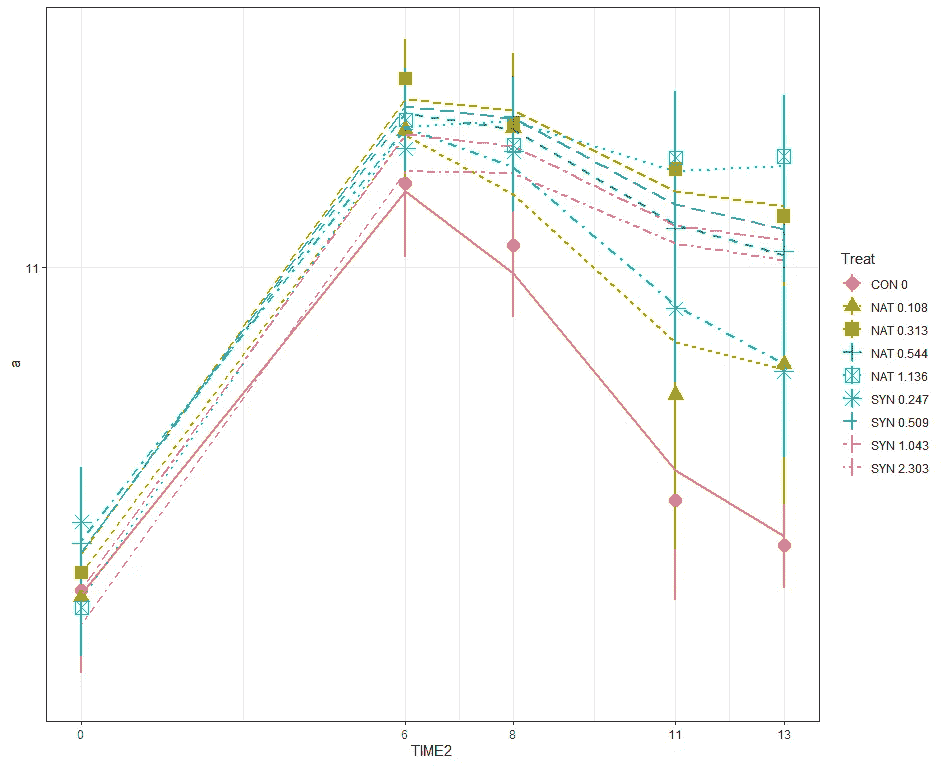 11
a
0
6
8
11
13
TIME2
Treat
CON 0
NAT 0.108
NAT 0.313
NAT 0.544
NAT 1.136
SYN 0.247
SYN 0.509
SYN 1.043
SYN 2.303